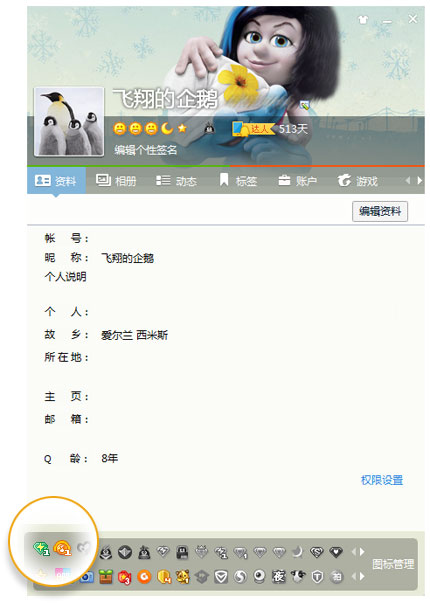 飞翔的企鹅
达人 513天
编辑个性签名
资料 相册 动态 标签 账户 游戏
编辑资料
帐 号：
昵 称： 飞翔的企鹅
个人说明
个 人：
故 乡： 爱尔兰 西米斯
所在地：
主 页：
邮 箱：
Q 龄： 8年
权限设置
图标管理